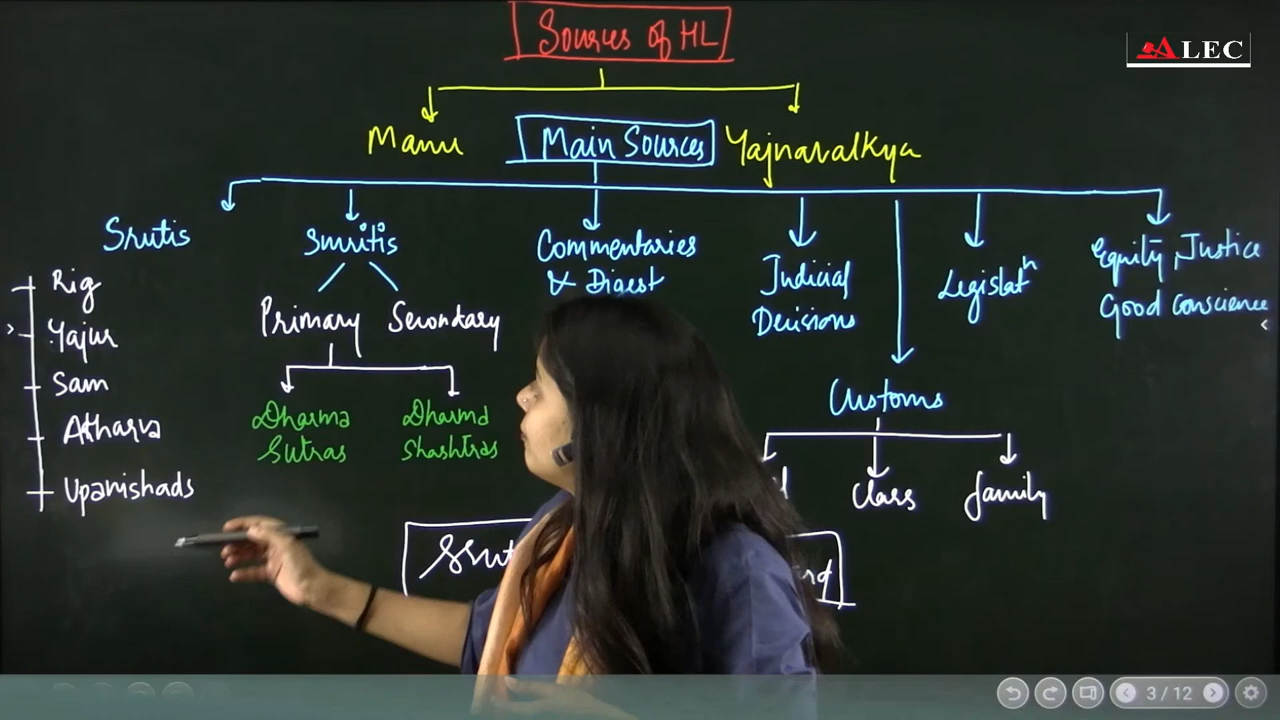 Sources of HL
ALEC
Manu
Main Sources
Yajnavalkya
Srutis
Smritis
Commentaries
& Digest
Judicial
Decisions
Legislatn
Equity, Justice
Good conscience
Customs
Rig
Yajur
Sam
Atharva
Upanishads
Primary
Secondary
Dharma
Sutras
Dharma
Shashtras
Class
family
3/12